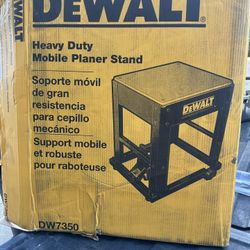 DEWALT
Heavy Duty
Mobile Planer Stand
Soporte móvil
de gran
resistencia
para cepillo
mecánico
Support mobile
et robuste
pour raboteuse
DEWALT
DW7350